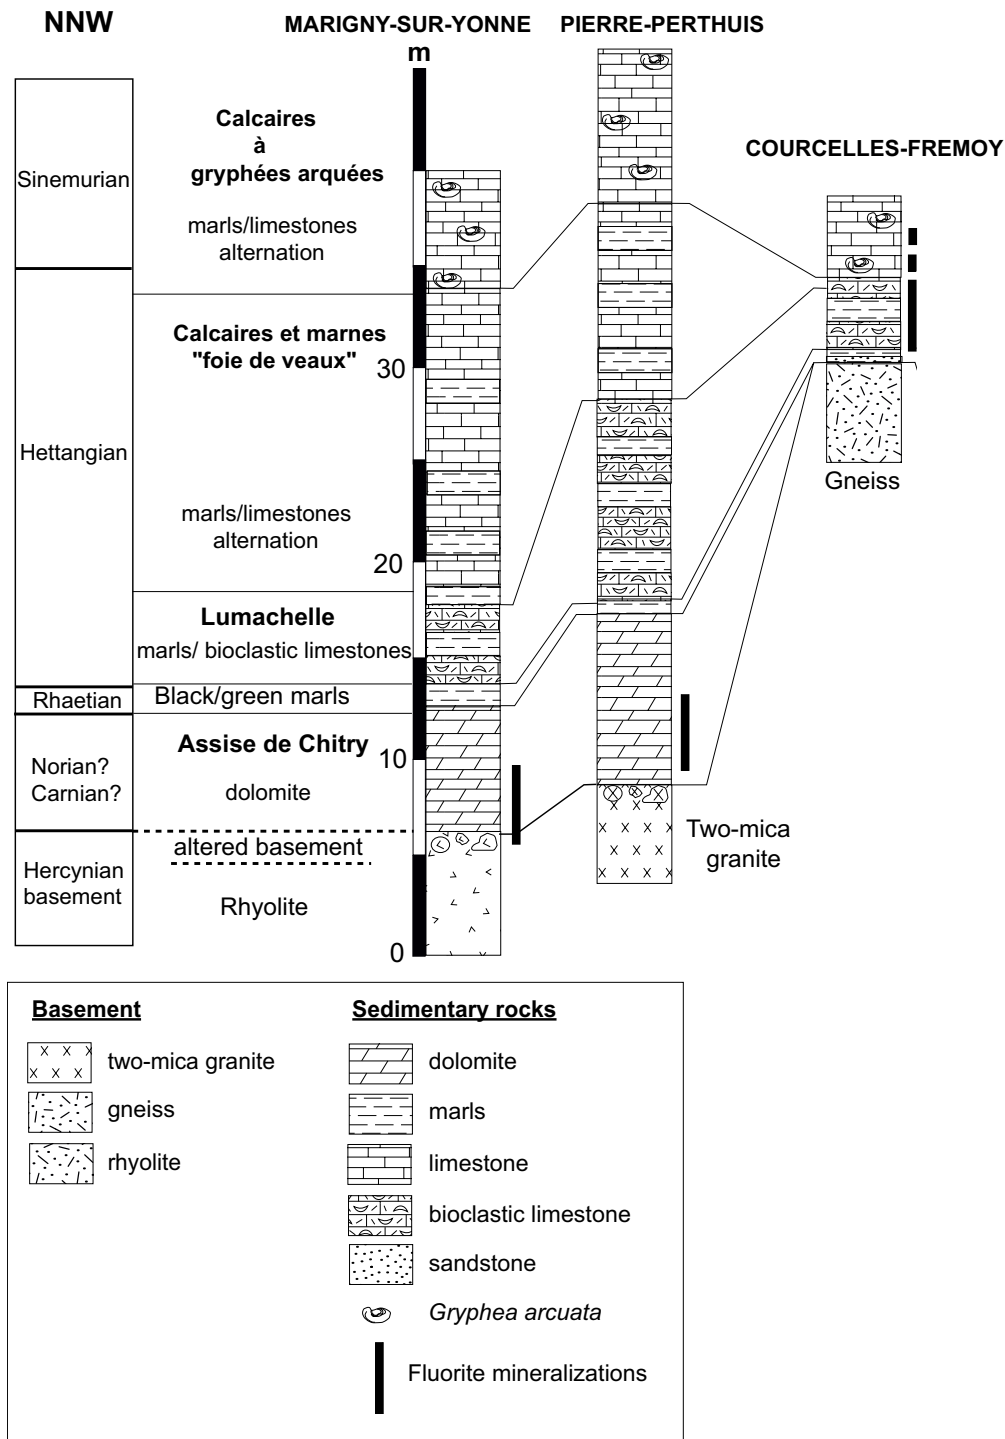 NNW
MARIGNY-SUR-YONNE
PIERRE-PERTHUIS
m
COURCELLES-FREMOY
Sinemurian
Calcaires
à
gryphées arquées
marls/limestones
alternation
Hettangian
Calcaires et marnes
"foie de veaux"
30
marls/limestones
alternation
20
Lumachelle
marls/ bioclastic limestones
Rhaetian
Black/green marls
Norian?
Carnian?
Assise de Chitry
dolomite
10
Hercynian
basement
altered basement
Rhyolite
0
Gneiss
Two-mica
granite
Basement
two-mica granite
gneiss
rhyolite
Sedimentary rocks
dolomite
marls
limestone
bioclastic limestone
sandstone
Gryphea arcuata
Fluorite mineralizations